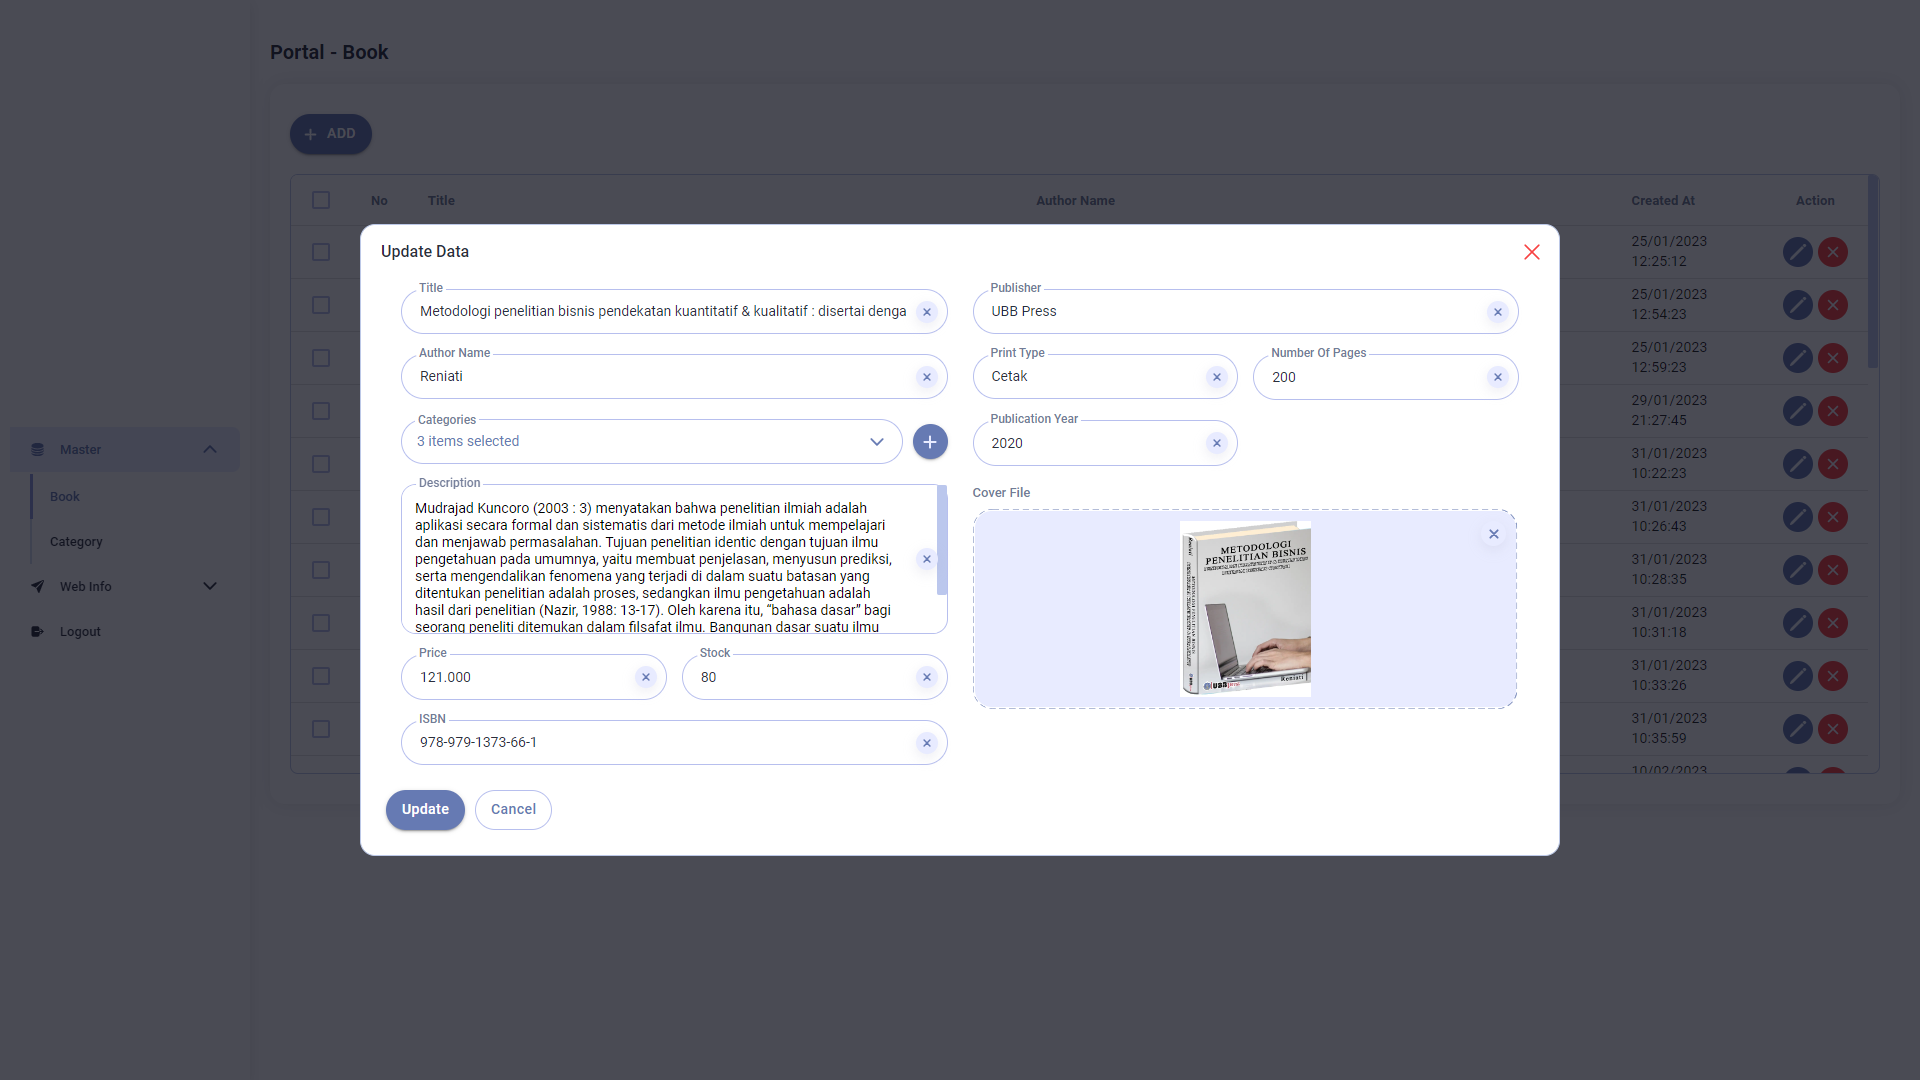 Portal - Book
ADD
No
Title
Author Name
Created At
Action
25/01/2023
12:25:12
25/01/2023
12:54:23
25/01/2023
12:59:23
29/01/2023
21:27:45
31/01/2023
10:22:23
31/01/2023
10:26:43
31/01/2023
10:28:35
31/01/2023
10:31:18
31/01/2023
10:33:26
31/01/2023
10:35:59
10/02/2023
Master
Book
Category
Web Info
Logout
Update Data
Title
Metodologi penelitian bisnis pendekatan kuantitatif & kualitatif : disertai denga
Author Name
Reniati
Categories
3 items selected
Description
Mudrajad Kuncoro (2003 : 3) menyatakan bahwa penelitian ilmiah adalah
aplikasi secara formal dan sistematis dari metode ilmiah untuk mempelajari
dan menjawab permasalahan. Tujuan penelitian identic dengan tujuan ilmu
pengetahuan pada umumnya, yaitu membuat penjelasan, menyusun prediksi,
serta mengendalikan fenomena yang terjadi di dalam suatu batasan yang
ditentukan penelitian adalah proses, sedangkan ilmu pengetahuan adalah
hasil dari penelitian (Nazir, 1988: 13-17). Oleh karena itu, “bahasa dasar” bagi
seorang peneliti ditemukan dalam filsafat ilmu. Bangunan dasar suatu ilmu
Price
121.000
Stock
80
ISBN
978-979-1373-66-1
Publisher
UBB Press
Print Type
Cetak
Number Of Pages
200
Publication Year
2020
Cover File
METODOLOGI
PENELITIAN BISNIS
Reniati
Update
Cancel